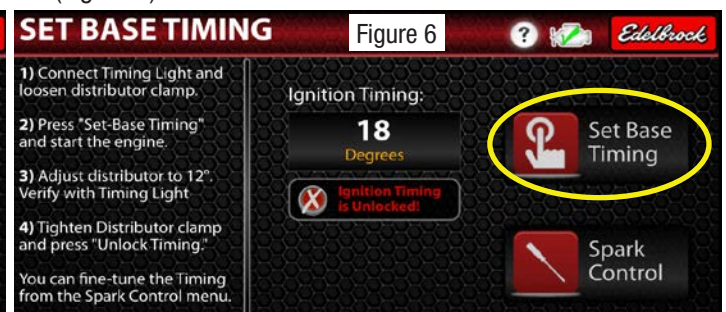 SET BASE TIMING
Figure 6
?
Edelbrock
1) Connect Timing Light and
loosen distributor clamp.
2) Press "Set-Base Timing"
and start the engine.
3) Adjust distributor to 12°.
Verify with Timing Light
4) Tighten Distributor clamp
and press "Unlock Timing."
You can fine-tune the Timing
from the Spark Control menu.
Ignition Timing:
18
Degrees
Ignition Timing
is Unlocked!
Set Base
Timing
Spark
Control